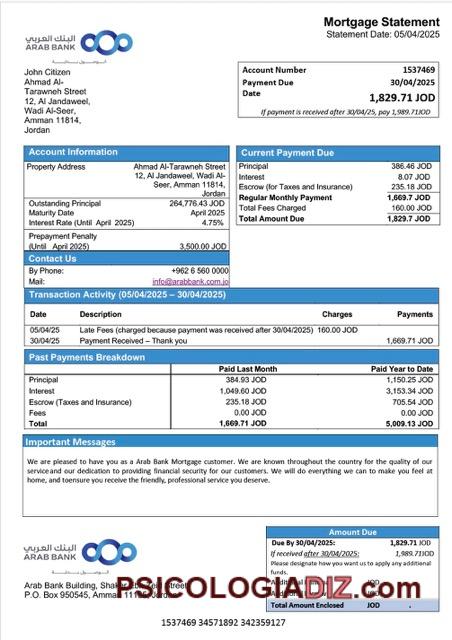 Mortgage Statement
Statement Date: 05/04/2025
البنك العربي
ARAB BANK
John Citizen
Ahmad Al-
Tarawneh Street
12, Al Jandaweel,
Wadi Al-Seer,
Amman 11814,
Jordan
Account Number 1537469
Payment Due 30/04/2025
Date 1,829.71 JOD
If payment is received after 30/04/2025, pay 1,989.71JOD
Account Information
Property Address Ahmad Al-Tarawneh Street
12, Al Jandaweel, Wadi Al-
Seer, Amman 11814,
Jordan
Outstanding Principal 264,776.43 JOD
Maturity Date April 2025
Interest Rate (Until April 2025) 4.75%
Prepayment Penalty
(Until April 2025) 3,500.00 JOD
Current Payment Due
Principal 386.46 JOD
Interest 8.07 JOD
Escrow (for Taxes and Insurance) 235.18 JOD
Regular Monthly Payment 1,669.7 JOD
Total Fees Charged 160.00 JOD
Total Amount Due 1,829.7 JOD
Contact Us
By Phone: +962 6 560 0000
Mail: info@arabbank.com.jo
Transaction Activity (05/04/2025 – 30/04/2025)
Date Description Charges Payments
05/04/25 Late Fees (charged because payment was received after 30/04/2025) 160.00 JOD
30/04/25 Payment Received – Thank you 1,669.71 JOD
Past Payments Breakdown
Paid Last Month Paid Year to Date
Principal 384.93 JOD 1,150.25 JOD
Interest 1,049.60 JOD 3,153.34 JOD
Escrow (Taxes and Insurance) 235.18 JOD 705.54 JOD
Fees 0.00 JOD 0.00 JOD
Total 1,669.71 JOD 5,009.13 JOD
Important Messages
We are pleased to have you as a Arab Bank Mortgage customer. We are known throughout the country for the quality of our
service and our dedication to providing financial security for our customers. We will do everything we can to make you feel at
home, and toensure you receive the friendly, professional service you deserve.
البنك العربي
ARAB BANK
Arab Bank Building, Shaker Bin Zeid Street
P.O. Box 950545, Amman 11195, Jordan
Amount Due
Due By 30/04/2025: 1,829.71 JOD
If received after 30/04/2025: 1,989.71JOD
Please designate how you want us to apply any additional
funds.
Additional JOD
Additional JOD
Total Amount Enclosed JOD .
PSICOLOGIADIZ.com
1537469 34571892 342359127